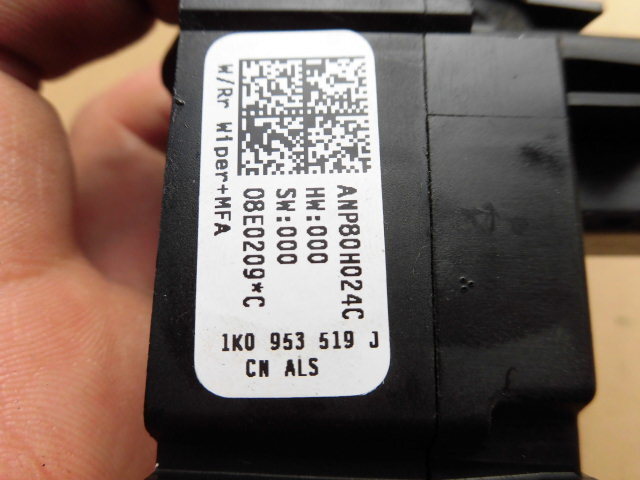 W/Rr Wiper+MFA
ANP80H024C
HW:000
SW:000
08E0209*C
1K0 953 519 J
CN ALS